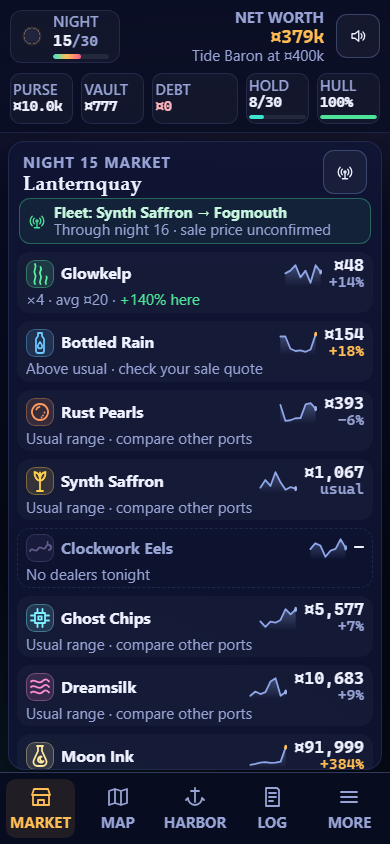 NIGHT
15/30
NET WORTH
¤379k
Tide Baron at ¤400k
PURSE
¤10.0k
VAULT
¤777
DEBT
¤0
HOLD
8/30
HULL
100%
NIGHT 15 MARKET
Lanternquay
Fleet: Synth Saffron → Fogmouth
Through night 16 · sale price unconfirmed
Glowkelp
¤48
×4 · avg ¤20 · +140% here
+14%
Bottled Rain
¤154
+18%
Above usual · check your sale quote
Rust Pearls
¤393
−6%
Usual range · compare other ports
Synth Saffron
¤1,067
usual
Usual range · compare other ports
Clockwork Eels
—
No dealers tonight
Ghost Chips
¤5,577
+7%
Usual range · compare other ports
Dreamsilk
¤10,683
+9%
Usual range · compare other ports
Moon Ink
¤91,999
+384%
MARKET
MAP
HARBOR
LOG
MORE